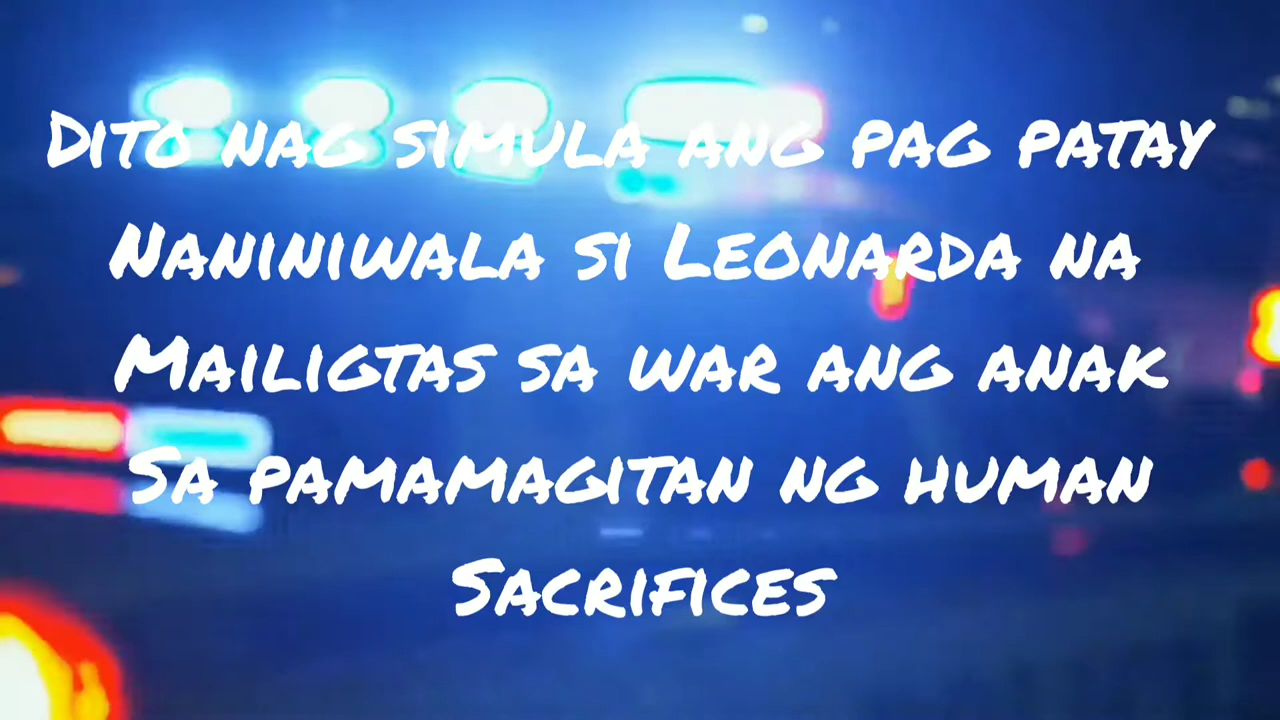 Dito nag simula ang pag patay
Naniniwala si Leonarda na
Mailigtas sa war ang anak
Sa pamamagitan ng human
Sacrifices